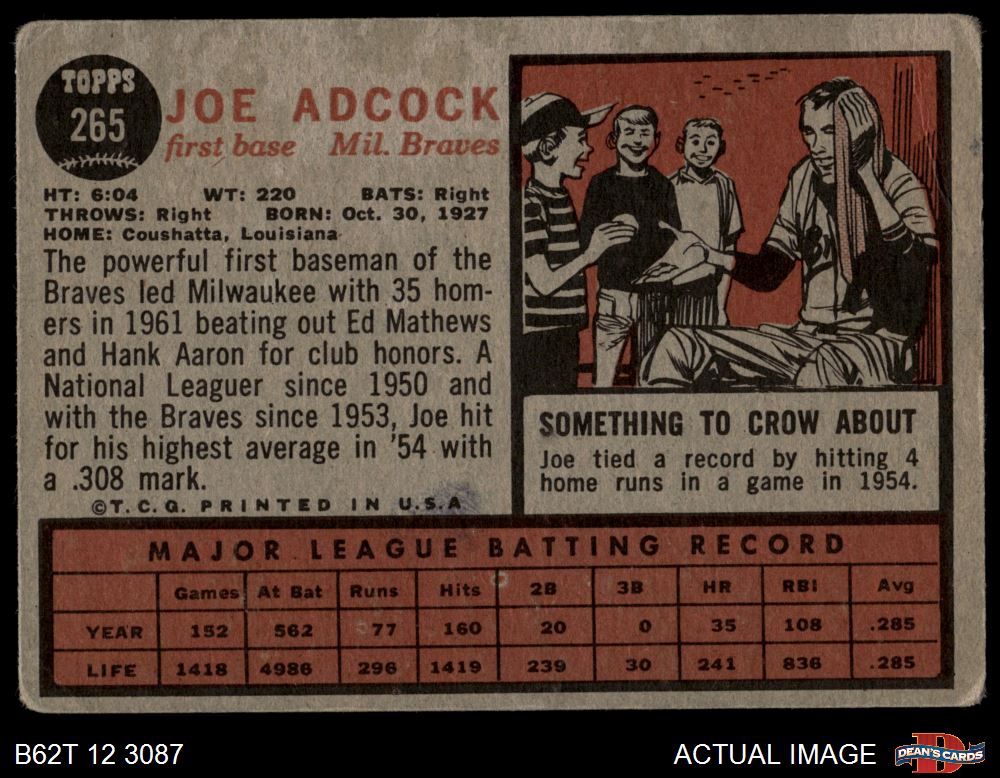 TOPPS
265
JOE ADCOCK
first base Mil. Braves
HT: 6:04 WT: 220 BATS: Right
THROWS: Right BORN: Oct. 30, 1927
HOME: Coushatta, Louisiana
The powerful first baseman of the
Braves led Milwaukee with 35 hom-
ers in 1961 beating out Ed Mathews
and Hank Aaron for club honors. A
National Leaguer since 1950 and
with the Braves since 1953, Joe hit
for his highest average in '54 with
a .308 mark.
©T.C.G. PRINTED IN U.S.A
SOMETHING TO CROW ABOUT
Joe tied a record by hitting 4
home runs in a game in 1954.
MAJOR LEAGUE BATTING RECORD
Games At Bat Runs Hits 2B 3B HR RBI Avg
YEAR 152 562 77 160 20 0 35 108 .285
LIFE 1418 4986 296 1419 239 30 241 836 .285
B62T 12 3087
ACTUAL IMAGE
DEAN'S CARDS